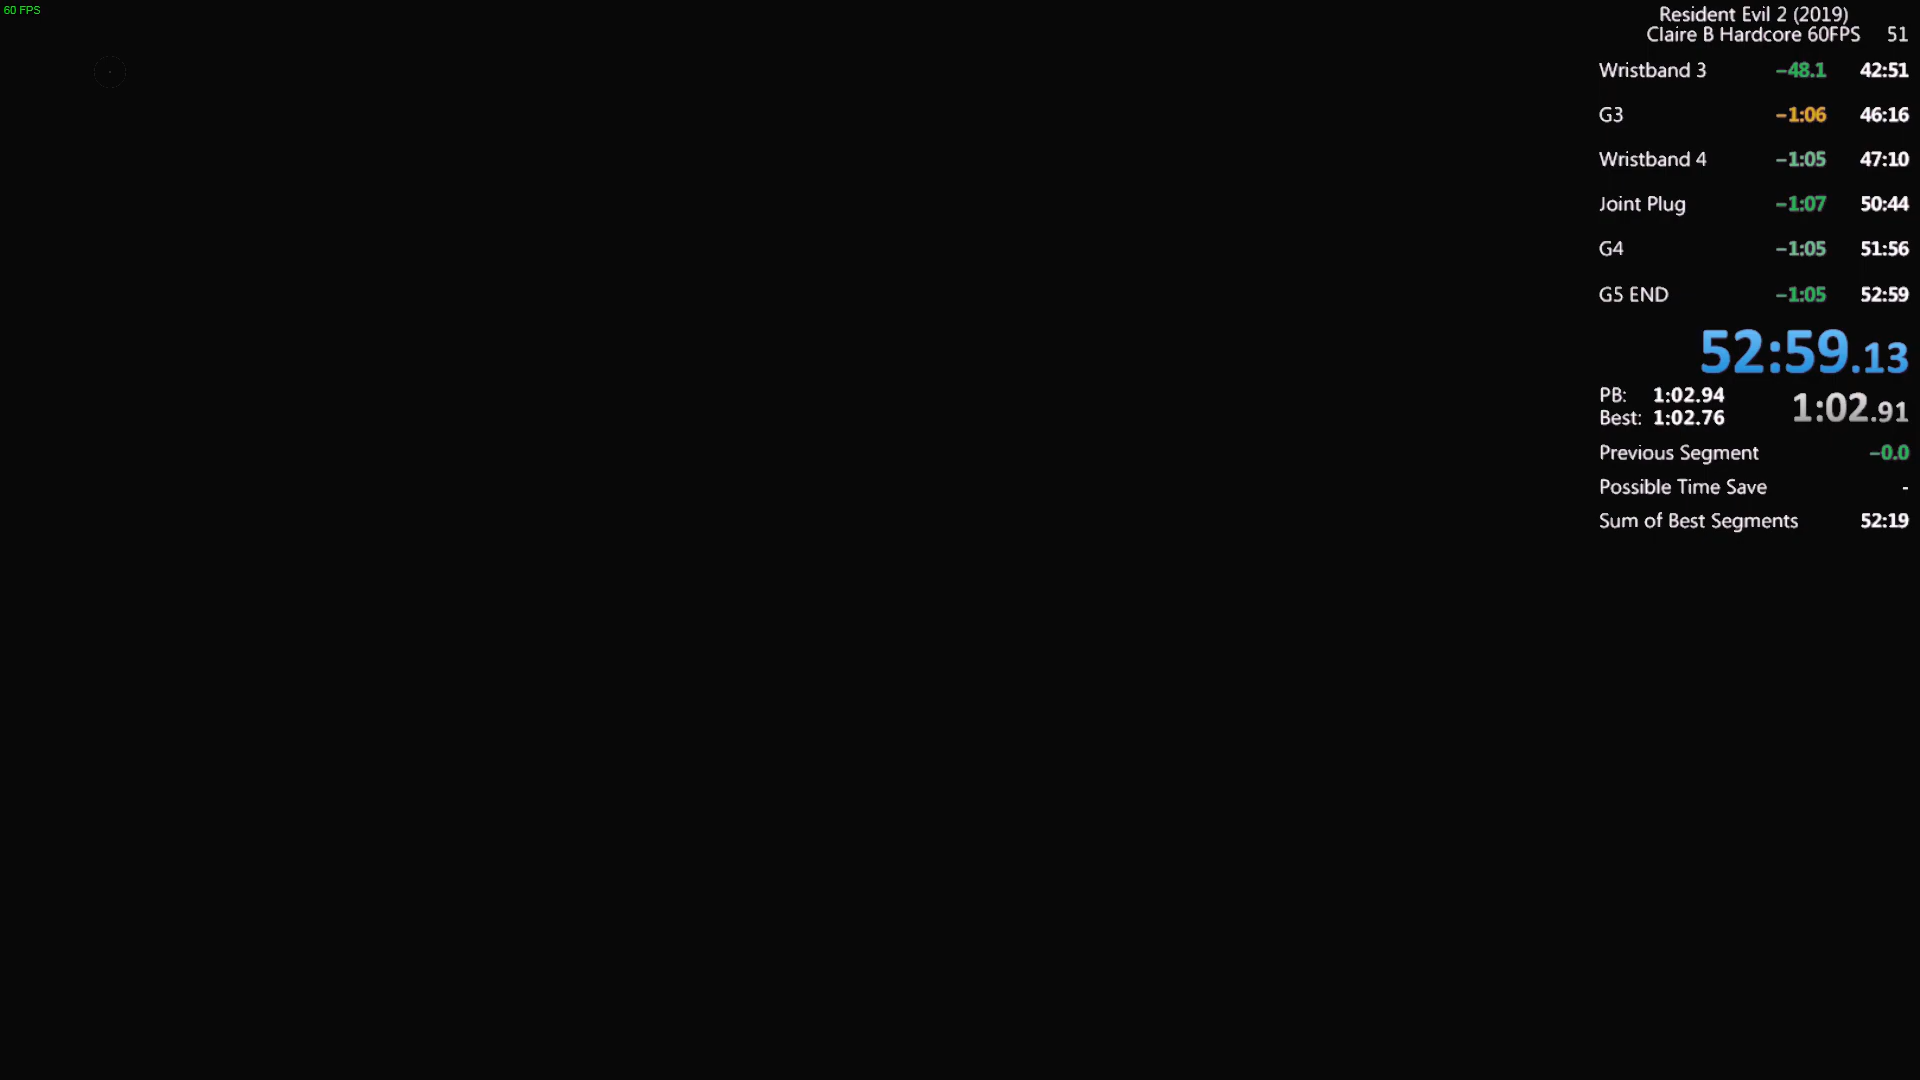 60 FPS
Resident Evil 2 (2019)
Claire B Hardcore 60FPS 51
Wristband 3 −48.1 42:51
G3 −1:06 46:16
Wristband 4 −1:05 47:10
Joint Plug −1:07 50:44
G4 −1:05 51:56
G5 END −1:05 52:59
52:59.13
PB: 1:02.94 1:02.91
Best: 1:02.76
Previous Segment −0.0
Possible Time Save -
Sum of Best Segments 52:19